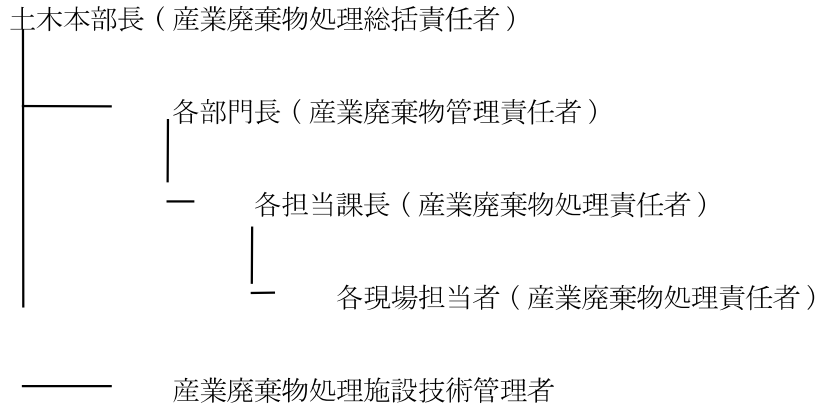 土木本部長（産業廃棄物処理総括責任者）
各部門長（産業廃棄物管理責任者）
各担当課長（産業廃棄物処理責任者）
各現場担当者（産業廃棄物処理責任者）
産業廃棄物処理施設技術管理者